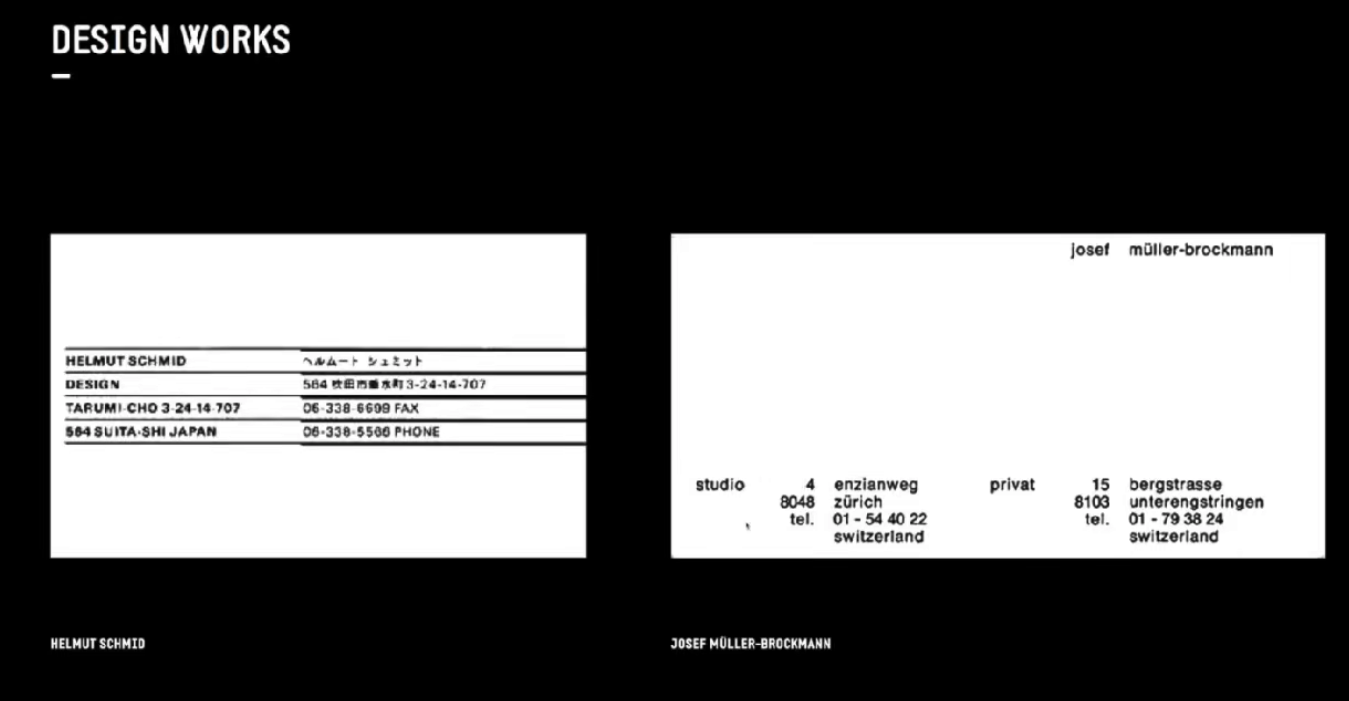 DESIGN WORKS
HELMUT SCHMID
ヘルムート シュミット
DESIGN
564 吹田市垂水町3-24-14-707
TARUMI-CHO 3-24-14-707
06-338-6699 FAX
564 SUITA-SHI JAPAN
06-338-5566 PHONE
HELMUT SCHMID
josef müller-brockmann
studio 4 enzianweg
8048 zürich
tel. 01 - 54 40 22
switzerland
privat 15 bergstrasse
8103 unterengstringen
tel. 01 - 79 38 24
switzerland
JOSEF MÜLLER-BROCKMANN